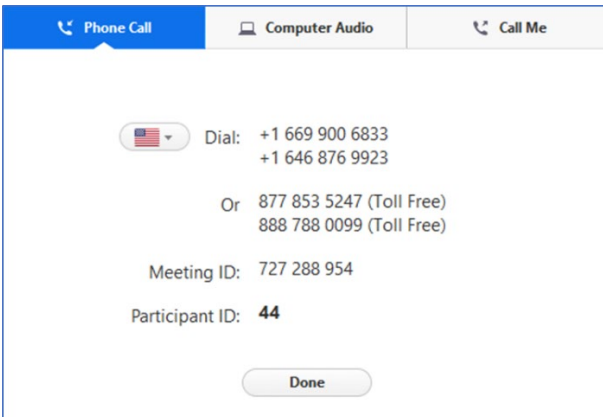 Phone Call Computer Audio Call Me
Dial: +1 669 900 6833
+1 646 876 9923
Or 877 853 5247 (Toll Free)
888 788 0099 (Toll Free)
Meeting ID: 727 288 954
Participant ID: 44
Done